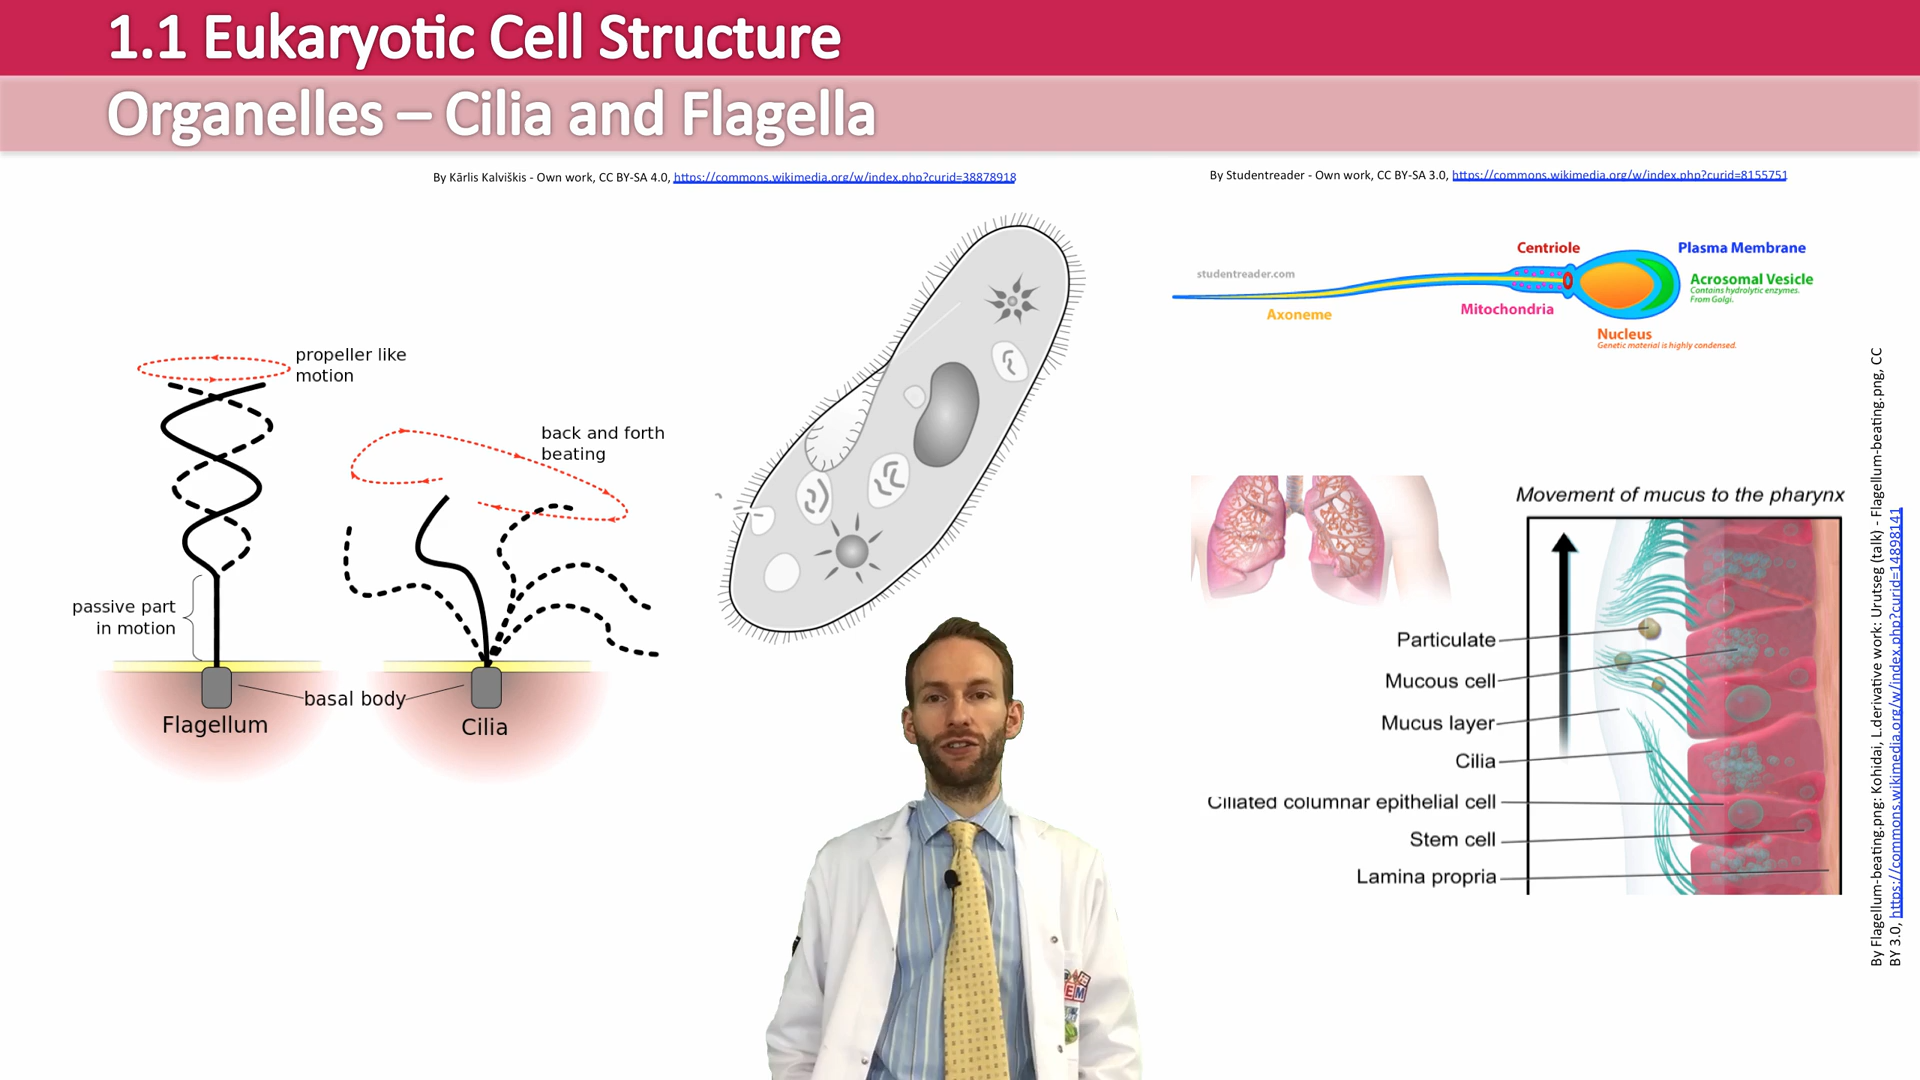 1.1 Eukaryotic Cell Structure
Organelles – Cilia and Flagella
By Kārlis Kalviškis - Own work, CC BY-SA 4.0, https://commons.wikimedia.org/w/index.php?curid=38878918
By Studentreader - Own work, CC BY-SA 3.0, https://commons.wikimedia.org/w/index.php?curid=8155751
propeller like
motion
back and forth
beating
passive part
in motion
basal body
Flagellum
Cilia
studentreader.com
Centriole
Plasma Membrane
Acrosomal Vesicle
Contains hydrolytic enzymes.
From Golgi.
Axoneme
Mitochondria
Nucleus
Genetic material is highly condensed.
Movement of mucus to the pharynx
Particulate
Mucous cell
Mucus layer
Cilia
Ciliated columnar epithelial cell
Stem cell
Lamina propria
By Flagellum-beating.png: Kohidai, L.derivative work: Urutseg (talk) - Flagellum-beating.png, CC
BY 3.0, https://commons.wikimedia.org/w/index.php?curid=14898141